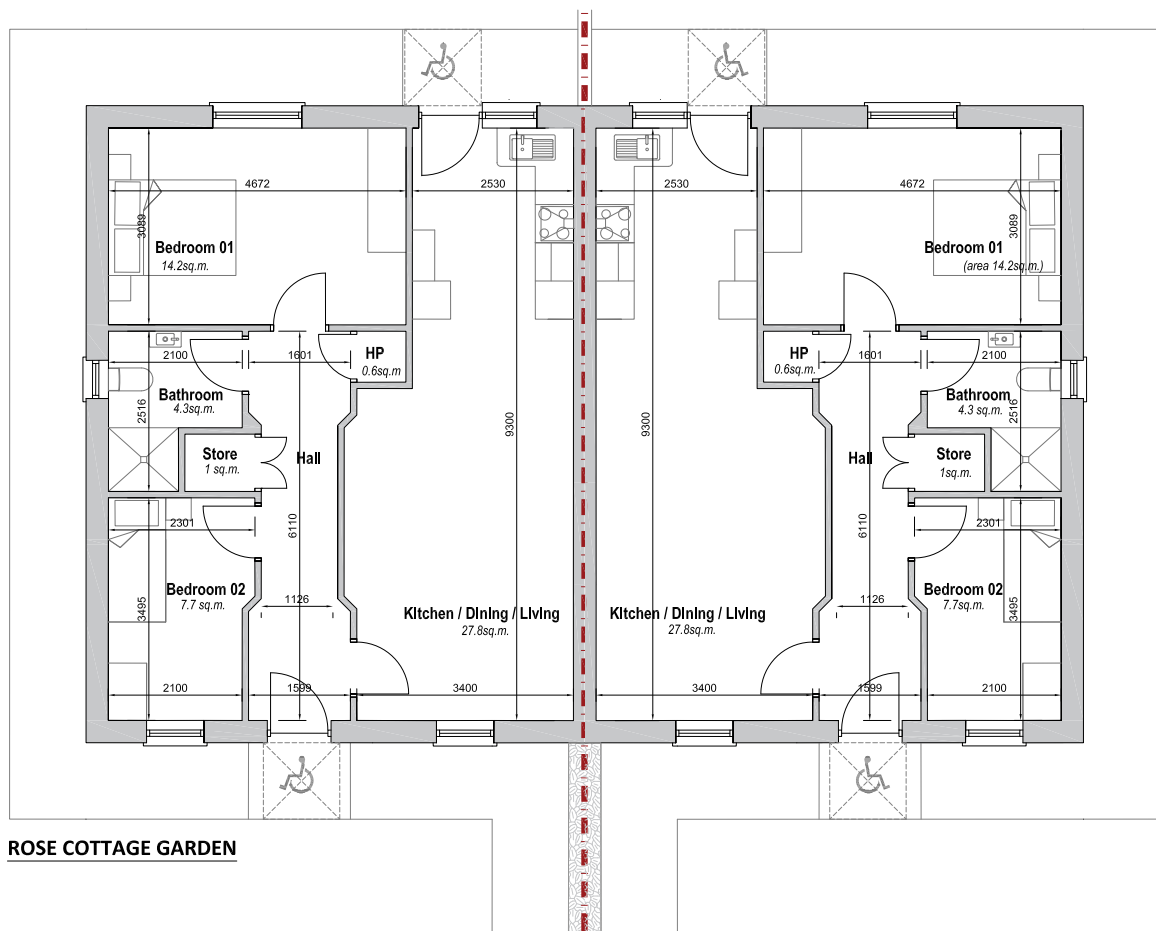 4672
2530
2530
4672
3089
3089
Bedroom 01
14.2sq.m.
Bedroom 01
(area 14.2sq.m.)
2100
1601
HP
0.6sq.m
HP
0.6sq.m.
1601
2100
Bathroom
4.3sq.m.
2516
9300
9300
Bathroom
4.3 sq.m.
2516
Store
1 sq.m.
Hall
Hall
Store
1sq.m.
2301
6110
6110
2301
Bedroom 02
7.7 sq.m.
3495
1126
Kitchen / Dining / Living
27.8sq.m.
Kitchen / Dining / Living
27.8sq.m.
1126
Bedroom 02
7.7sq.m.
3495
2100
1599
3400
3400
1599
2100
ROSE COTTAGE GARDEN